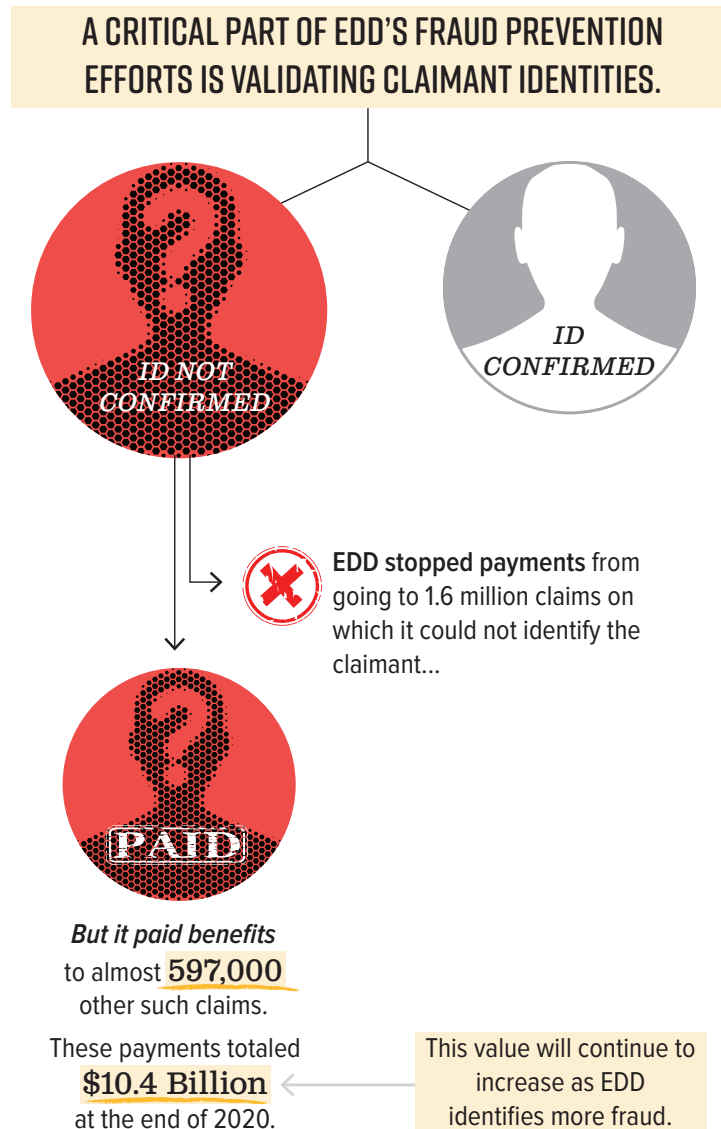 A CRITICAL PART OF EDD'S FRAUD PREVENTION
EFFORTS IS VALIDATING CLAIMANT IDENTITIES.
ID NOT
CONFIRMED
ID
CONFIRMED
EDD stopped payments from
going to 1.6 million claims on
which it could not identify the
claimant...
PAID
But it paid benefits
to almost 597,000
other such claims.
These payments totaled
$10.4 Billion
at the end of 2020.
This value will continue to
increase as EDD
identifies more fraud.